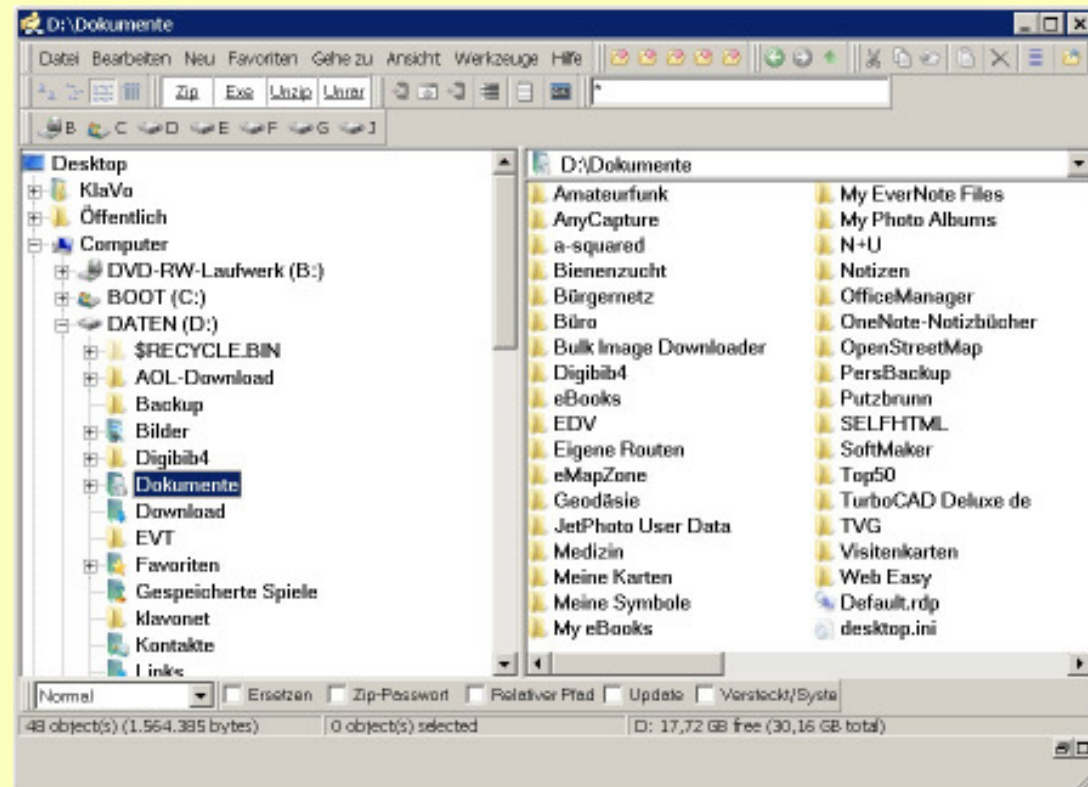 D:\Dokumente
Datei Bearbeiten Neu Favoriten Gehe zu Ansicht Werkzeuge Hilfe
Zip Exe Unzip Unrar *
B C D E F G J
Desktop
KlaVo
Öffentlich
Computer
DVD-RW-Laufwerk (B:)
BOOT (C:)
DATEN (D:)
$RECYCLE.BIN
AOL-Download
Backup
Bilder
Digibib4
Dokumente
Download
EVT
Favoriten
Gespeicherte Spiele
klavonet
Kontakte
Links
D:\Dokumente
Amateurfunk
AnyCapture
a-squared
Bienenzucht
Bürgernetz
Büro
Bulk Image Downloader
Digibib4
eBooks
EDV
Eigene Routen
eMapZone
Geodäsie
JetPhoto User Data
Medizin
Meine Karten
Meine Symbole
My eBooks
My EverNote Files
My Photo Albums
N+U
Notizen
OfficeManager
OneNote-Notizbücher
OpenStreetMap
PersBackup
Putzbrunn
SELFHTML
SoftMaker
Top50
TurboCAD Deluxe de
TVG
Visitenkarten
Web Easy
Default.rdp
desktop.ini
Normal Ersetzen Zip-Passwort Relativer Pfad Update Versteckt/Syste
48 object(s) (1.564.385 bytes) 0 object(s) selected D: 17,72 GB free (30,16 GB total)